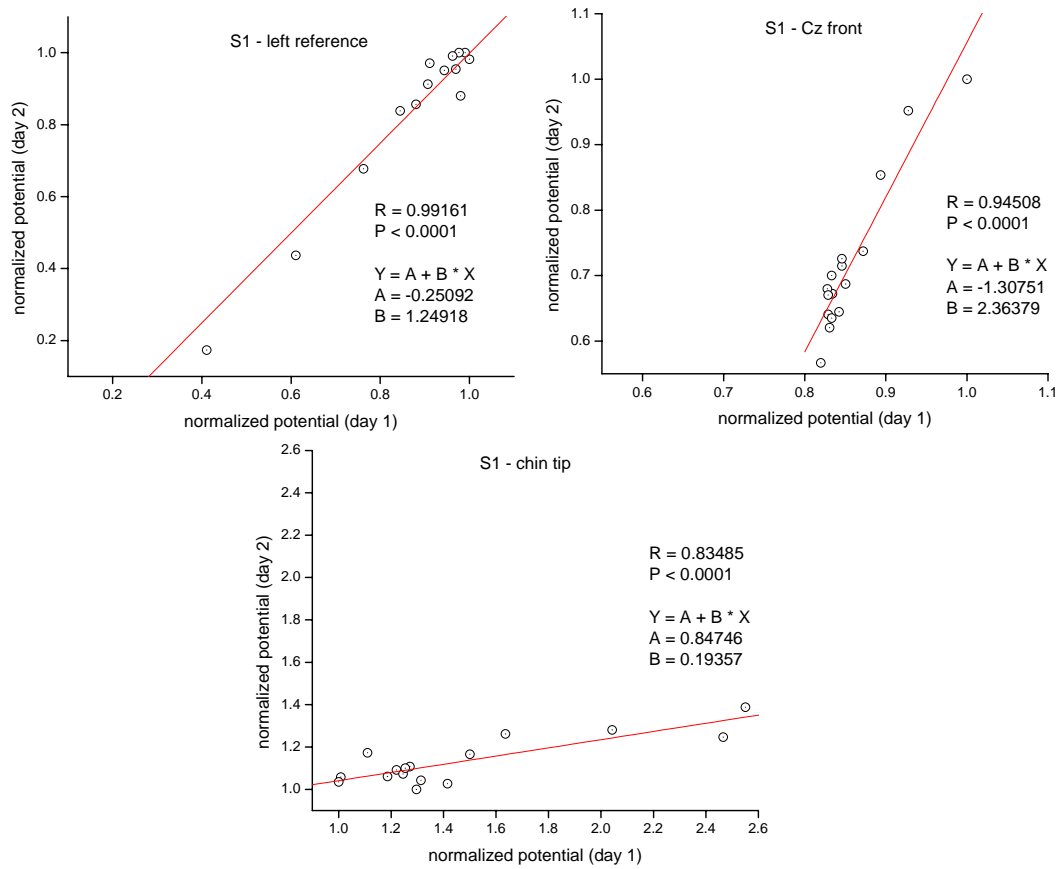 S1 - left reference
normalized potential (day 2)
1.0
0.8
0.6
0.4
0.2
R = 0.99161
P < 0.0001
Y = A + B * X
A = -0.25092
B = 1.24918
0.2 0.4 0.6 0.8 1.0
normalized potential (day 1)
S1 - Cz front
normalized potential (day 2)
1.1
1.0
0.9
0.8
0.7
0.6
R = 0.94508
P < 0.0001
Y = A + B * X
A = -1.30751
B = 2.36379
0.6 0.7 0.8 0.9 1.0 1.1
normalized potential (day 1)
S1 - chin tip
normalized potential (day 2)
2.6
2.4
2.2
2.0
1.8
1.6
1.4
1.2
1.0
R = 0.83485
P < 0.0001
Y = A + B * X
A = 0.84746
B = 0.19357
1.0 1.2 1.4 1.6 1.8 2.0 2.2 2.4 2.6
normalized potential (day 1)